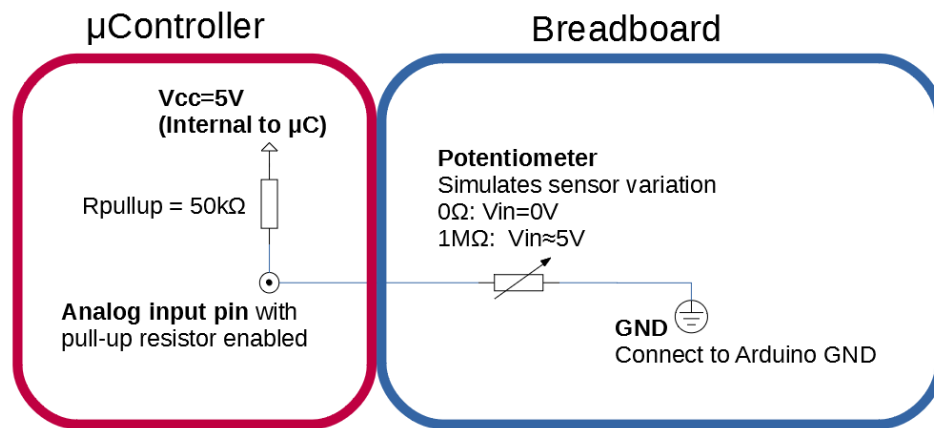 μController
Breadboard
Vcc=5V
(Internal to μC)
Rpullup = 50kΩ
Analog input pin with
pull-up resistor enabled
Potentiometer
Simulates sensor variation
0Ω: Vin=0V
1MΩ: Vin≈5V
GND
Connect to Arduino GND